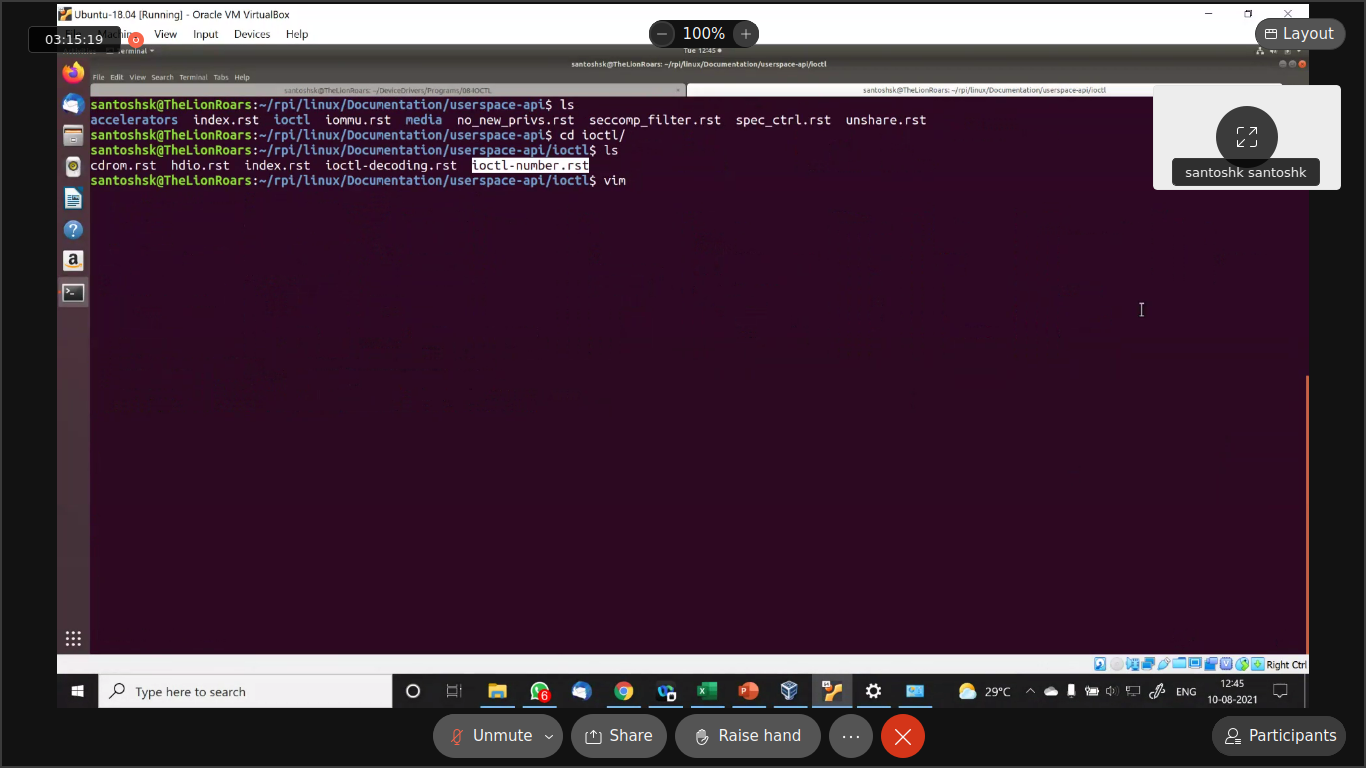 Ubuntu-18.04 [Running] - Oracle VM VirtualBox
View Input Devices Help
03:15:19
100%
Layout
Tue 12:45
santoshsk@TheLionRoars: ~/rpi/linux/Documentation/userspace-api/ioctl
File Edit View Search Terminal Tabs Help
santoshsk@TheLionRoars: ~/DeviceDrivers/Programs/08-IOCTL
santoshsk@TheLionRoars: ~/rpi/linux/Documentation/userspace-api/ioctl
santoshsk@TheLionRoars:~/rpi/linux/Documentation/userspace-api$ ls
accelerators index.rst ioctl iommu.rst media no_new_privs.rst seccomp_filter.rst spec_ctrl.rst unshare.rst
santoshsk@TheLionRoars:~/rpi/linux/Documentation/userspace-api$ cd ioctl/
santoshsk@TheLionRoars:~/rpi/linux/Documentation/userspace-api/ioctl$ ls
cdrom.rst hdio.rst index.rst ioctl-decoding.rst ioctl-number.rst
santoshsk@TheLionRoars:~/rpi/linux/Documentation/userspace-api/ioctl$ vim
santoshk santoshk
Right Ctrl
Type here to search
6
29°C
ENG
12:45
10-08-2021
Unmute
Share
Raise hand
Participants